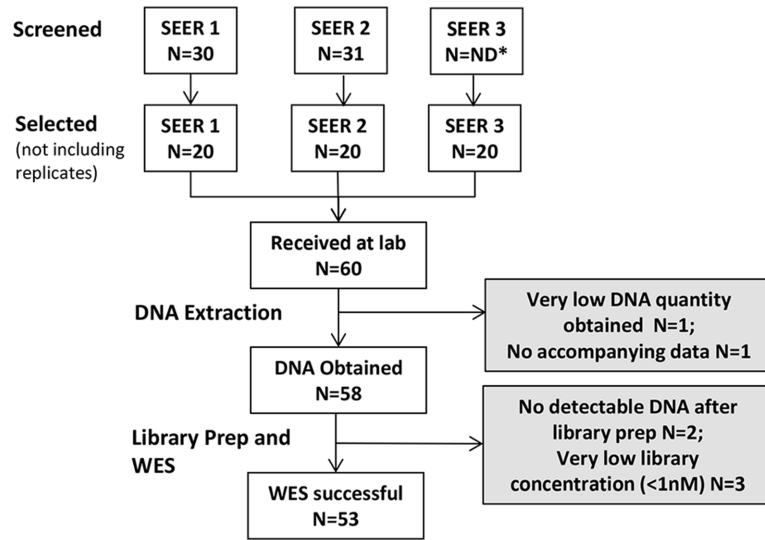 Screened
SEER 1
N=30
SEER 2
N=31
SEER 3
N=ND*
Selected
(not including
replicates)
SEER 1
N=20
SEER 2
N=20
SEER 3
N=20
Received at lab
N=60
DNA Extraction
Very low DNA quantity
obtained N=1;
No accompanying data N=1
DNA Obtained
N=58
Library Prep and
WES
No detectable DNA after
library prep N=2;
Very low library
concentration (<1nM) N=3
WES successful
N=53